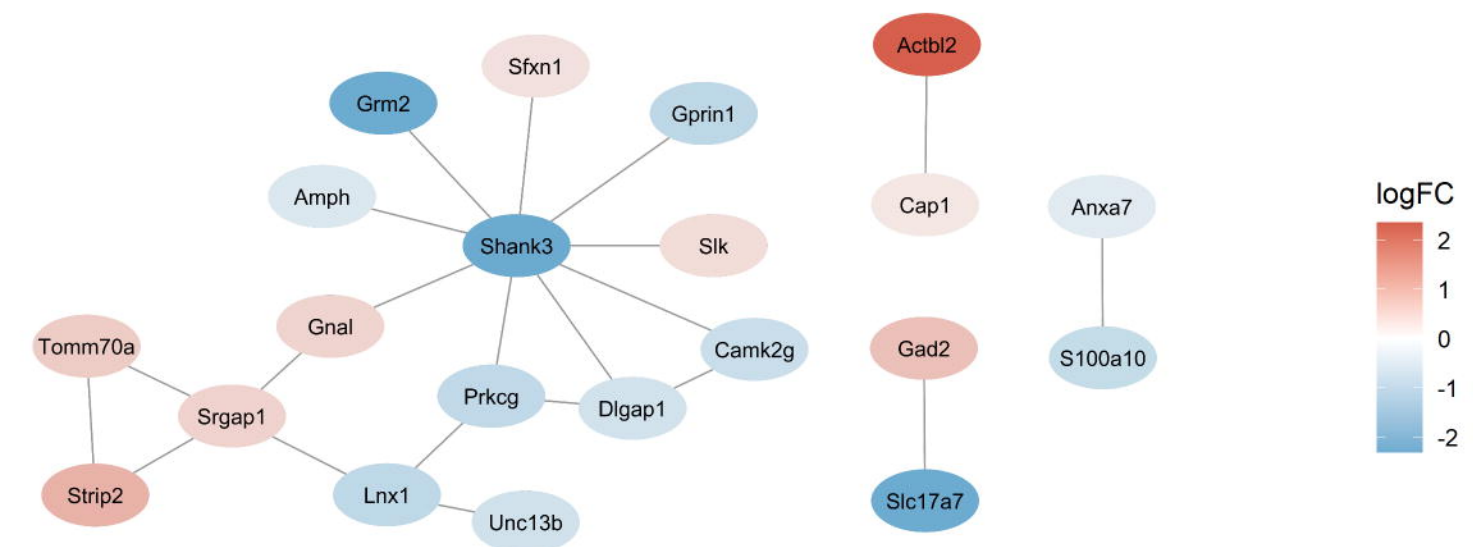 Actbl2
Sfxn1
Grm2
Gprin1
Amph
Cap1
Anxa7
logFC
Shank3
Slk
2
1
0
-1
-2
Gnal
Tomm70a
Camk2g
Gad2
S100a10
Prkcg
Dlgap1
Srgap1
Strip2
Lnx1
Unc13b
Slc17a7